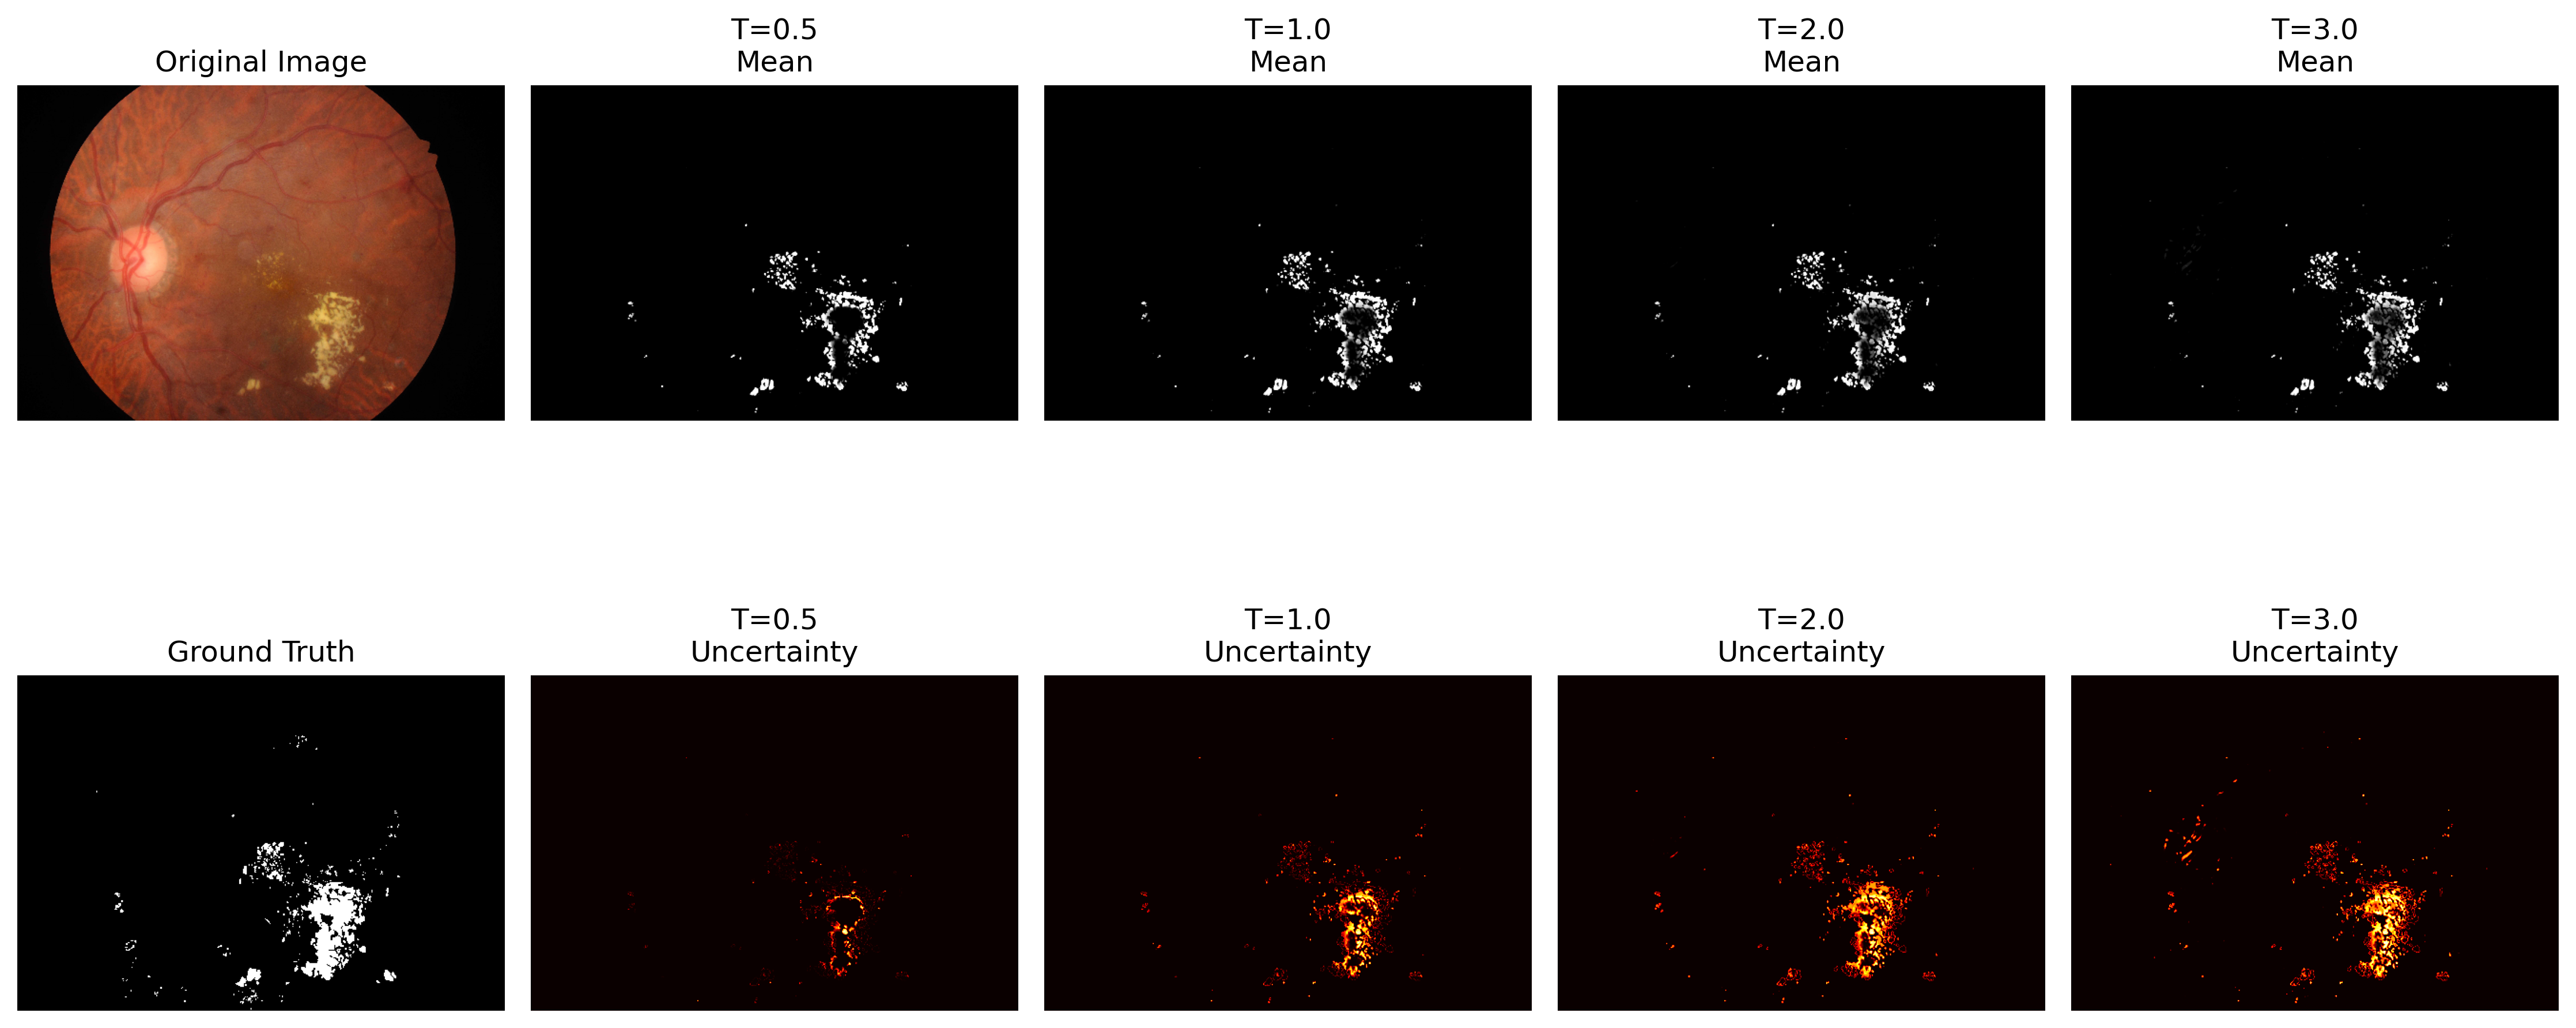 Original Image
T=0.5
Mean
T=1.0
Mean
T=2.0
Mean
T=3.0
Mean
Ground Truth
T=0.5
Uncertainty
T=1.0
Uncertainty
T=2.0
Uncertainty
T=3.0
Uncertainty